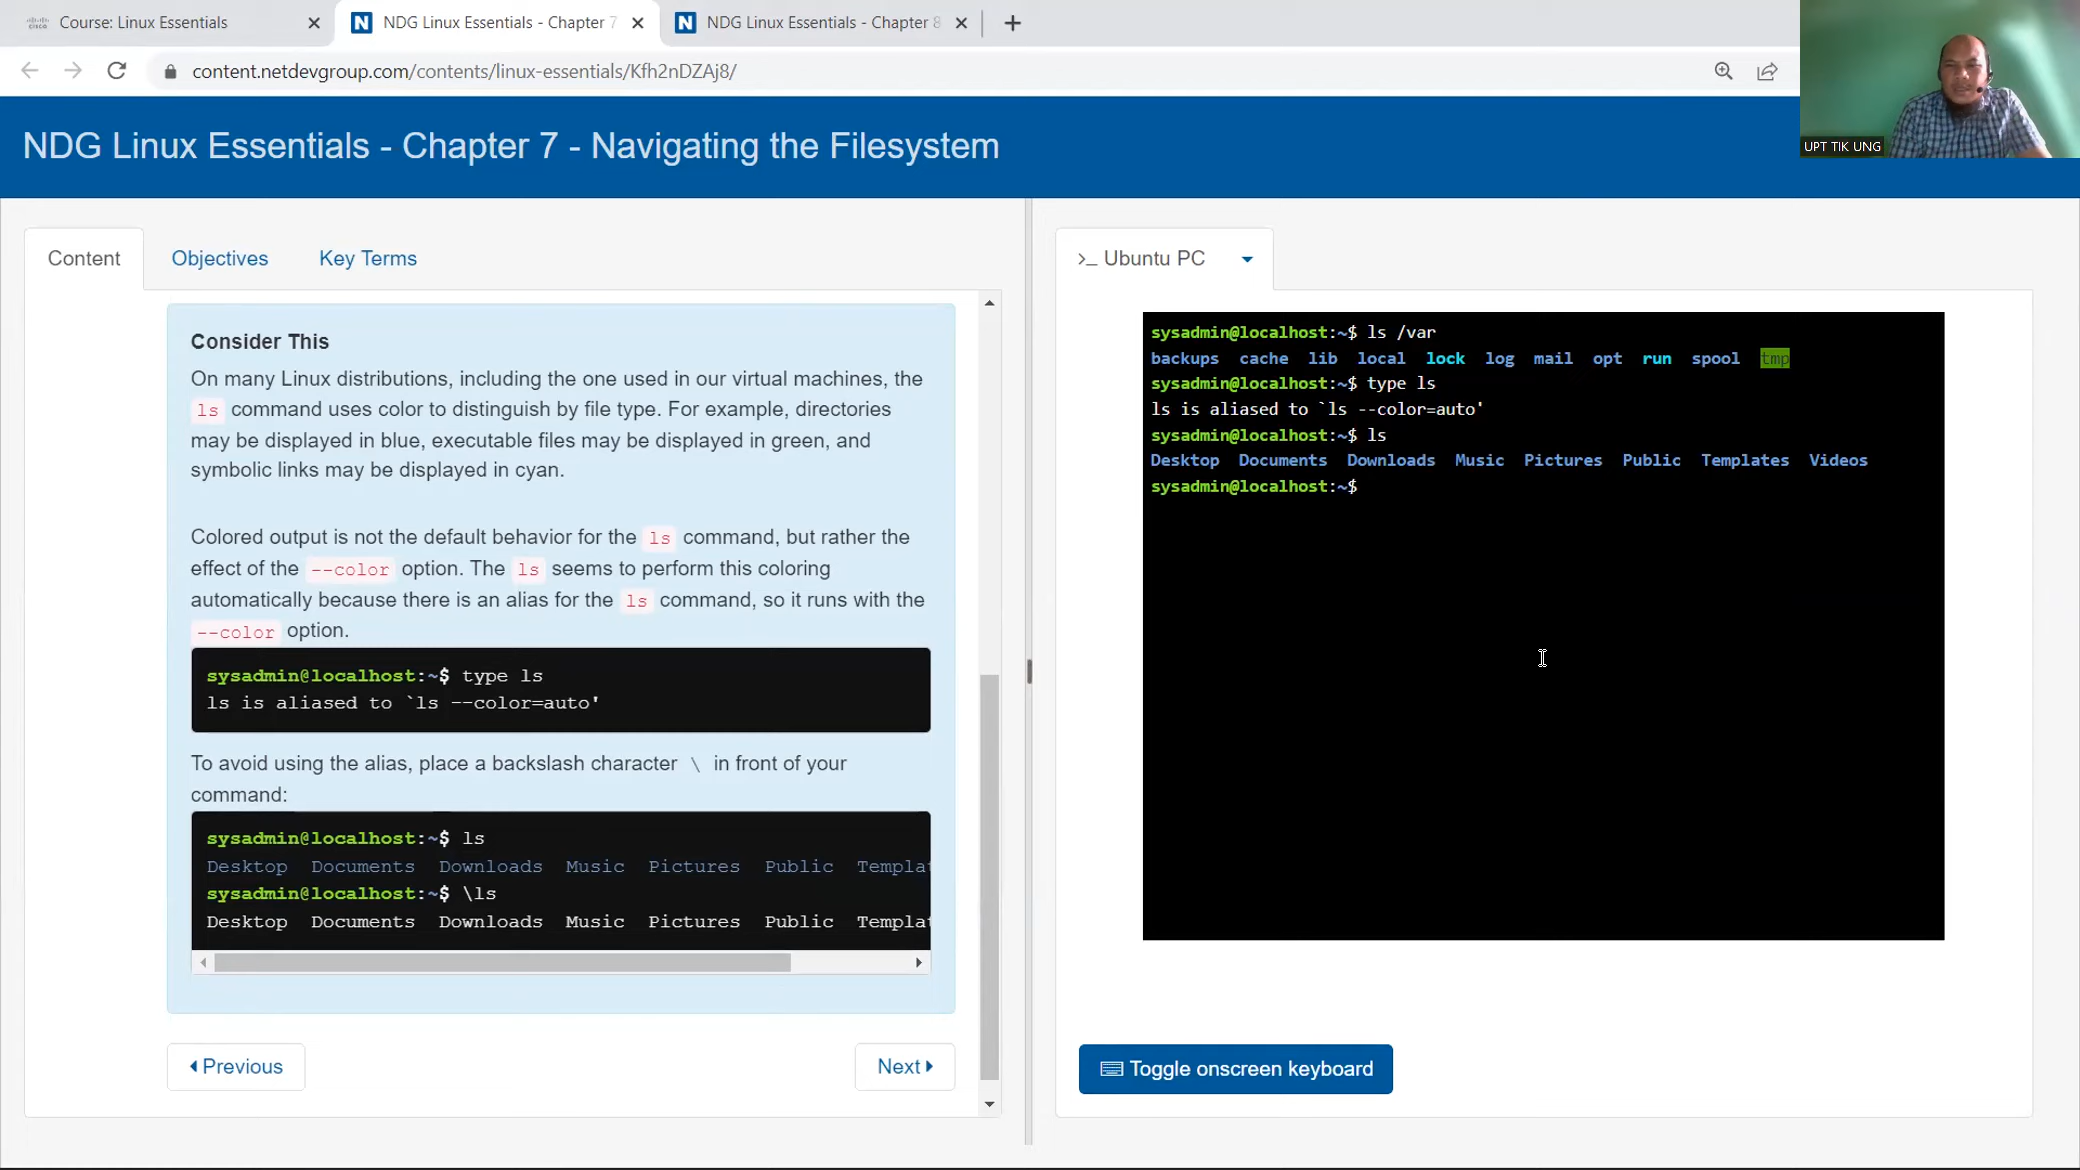 Course: Linux Essentials
NDG Linux Essentials - Chapter 7
NDG Linux Essentials - Chapter 8
content.netdevgroup.com/contents/linux-essentials/Kfh2nDZAj8/
UPT TIK UNG
NDG Linux Essentials - Chapter 7 - Navigating the Filesystem
Content Objectives Key Terms
Consider This
On many Linux distributions, including the one used in our virtual machines, the
ls command uses color to distinguish by file type. For example, directories
may be displayed in blue, executable files may be displayed in green, and
symbolic links may be displayed in cyan.
Colored output is not the default behavior for the ls command, but rather the
effect of the --color option. The ls seems to perform this coloring
automatically because there is an alias for the ls command, so it runs with the
--color option.
sysadmin@localhost:~$ type ls
ls is aliased to `ls --color=auto'
To avoid using the alias, place a backslash character \ in front of your
command:
sysadmin@localhost:~$ ls
Desktop Documents Downloads Music Pictures Public Templat
sysadmin@localhost:~$ \ls
Desktop Documents Downloads Music Pictures Public Templat
Previous
Next
>_ Ubuntu PC
sysadmin@localhost:~$ ls /var
backups cache lib local lock log mail opt run spool tmp
sysadmin@localhost:~$ type ls
ls is aliased to `ls --color=auto'
sysadmin@localhost:~$ ls
Desktop Documents Downloads Music Pictures Public Templates Videos
sysadmin@localhost:~$
Toggle onscreen keyboard